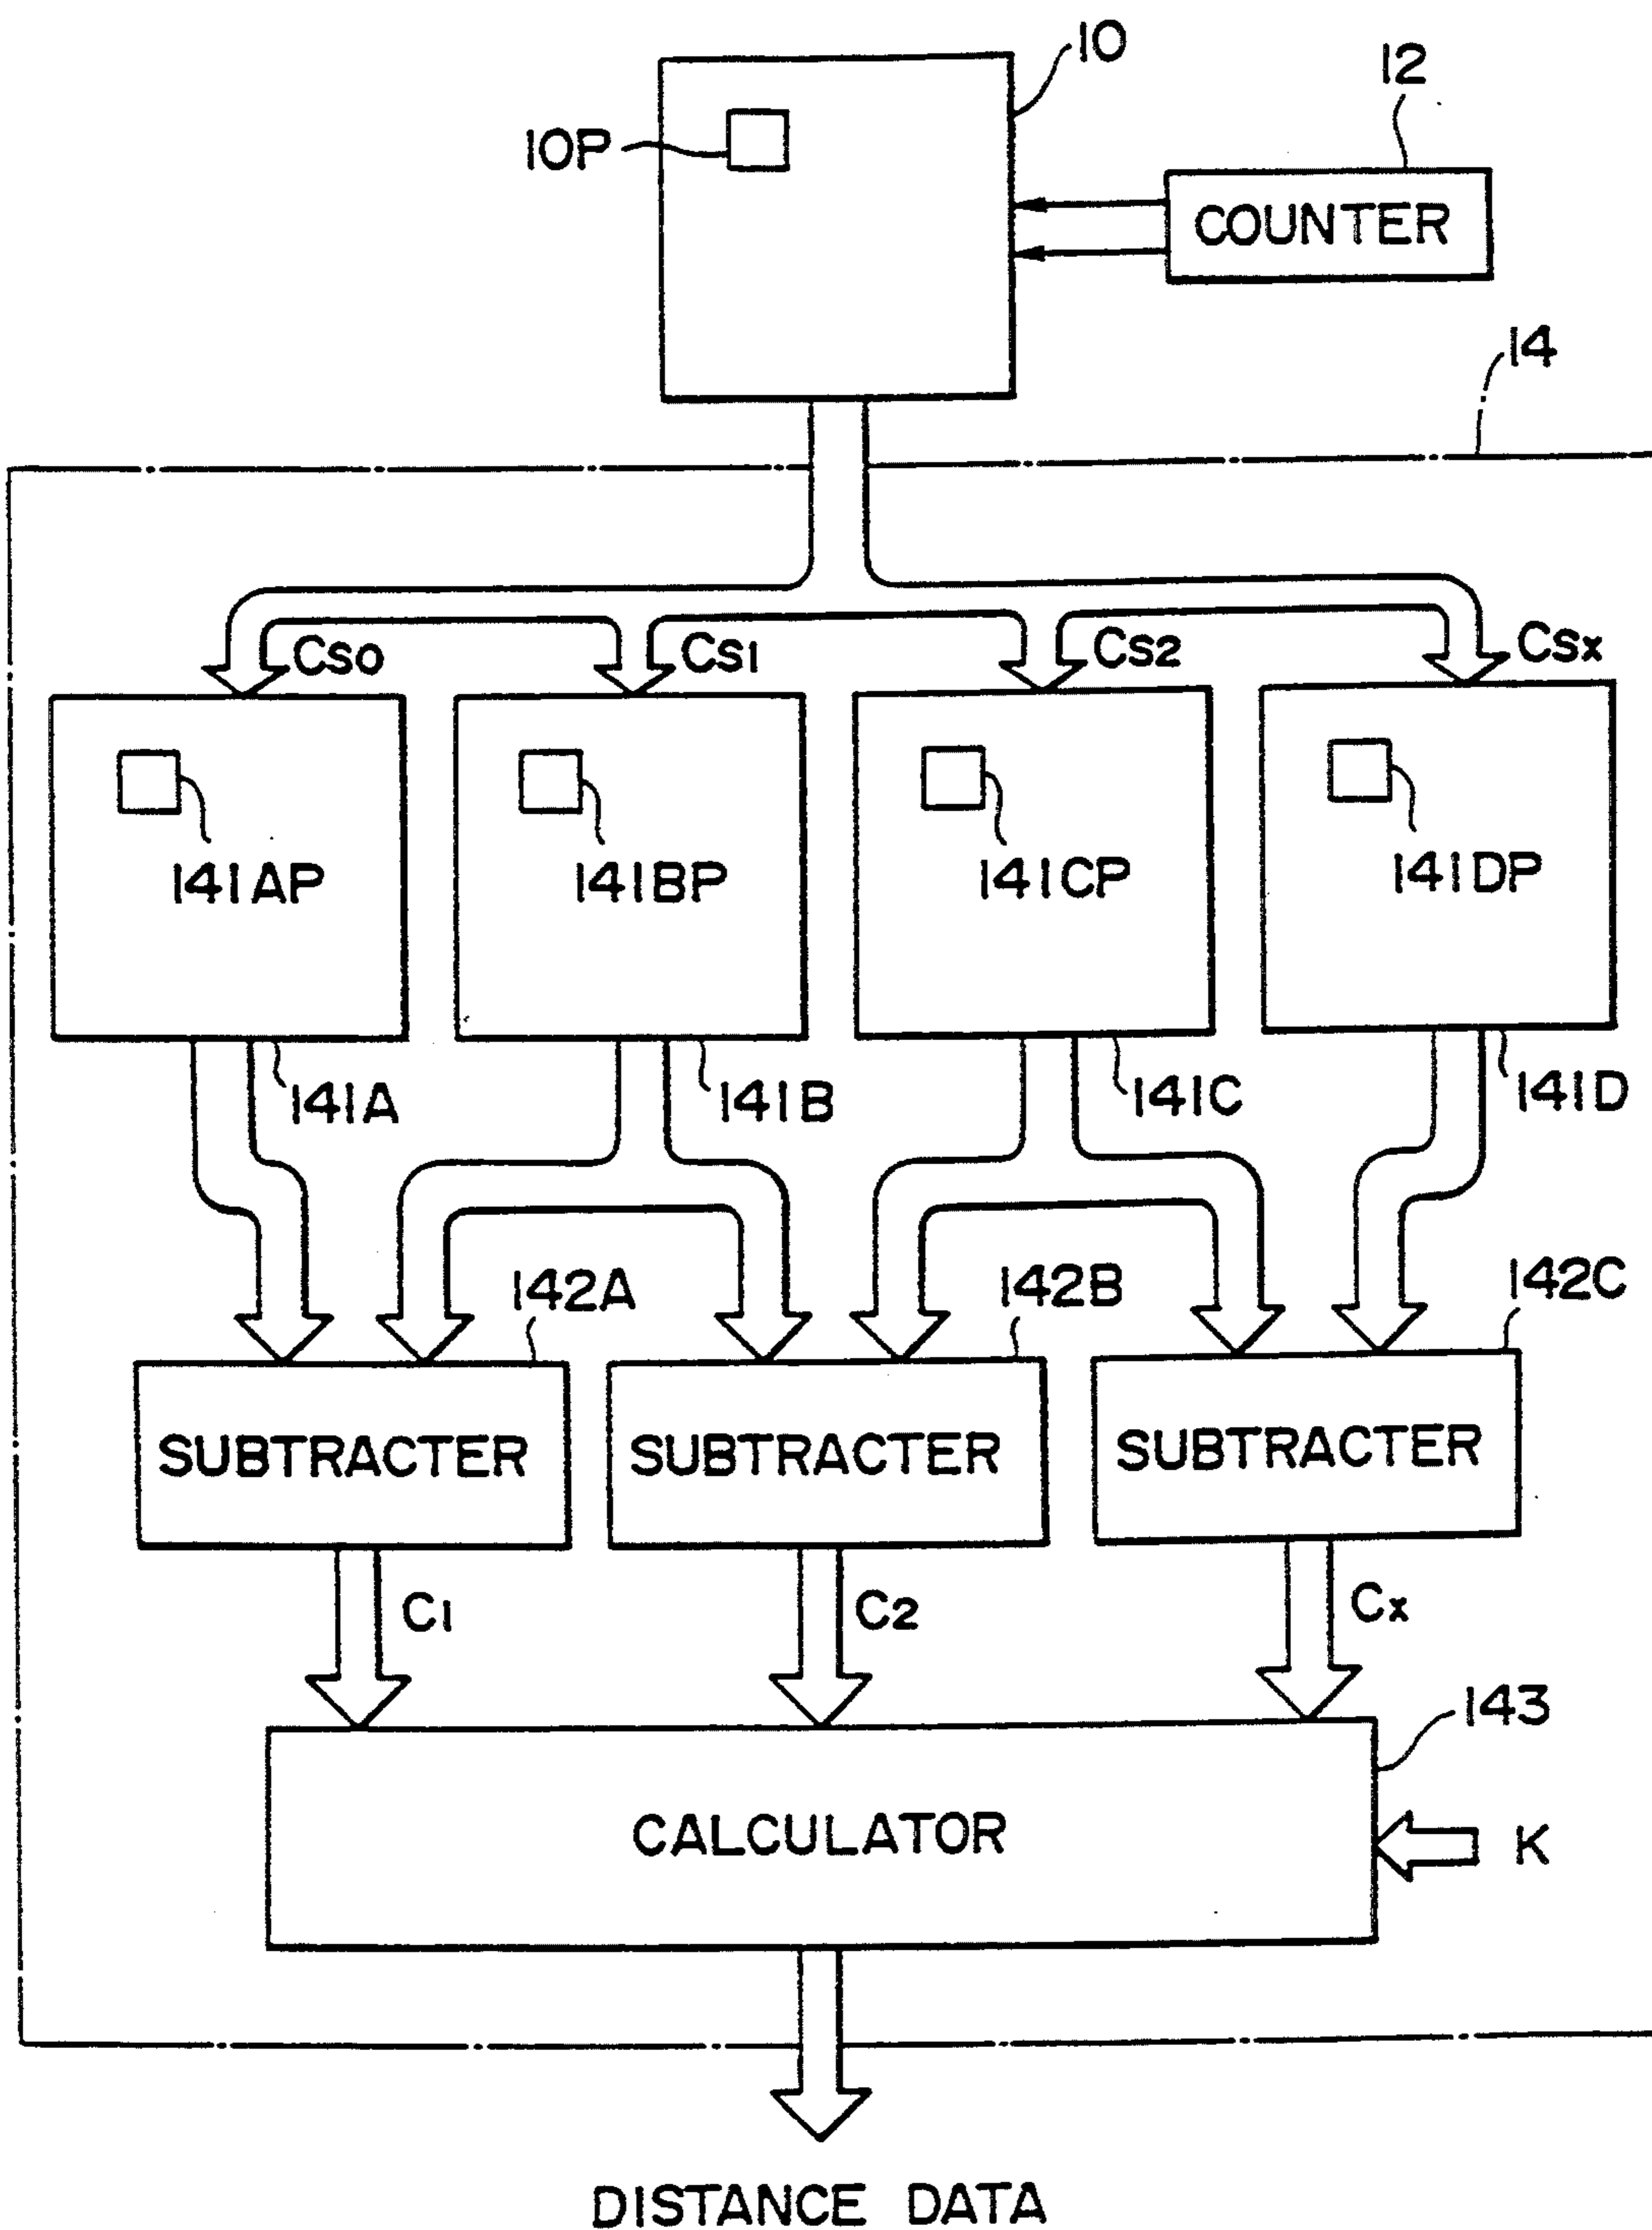 10
12
10P
COUNTER
14
Cs0
Cs1
Cs2
Csx
141AP
141BP
141CP
141DP
141A
141B
141C
141D
142A
142B
142C
SUBTRACTER
SUBTRACTER
SUBTRACTER
C1
C2
Cx
143
CALCULATOR
K
DISTANCE DATA